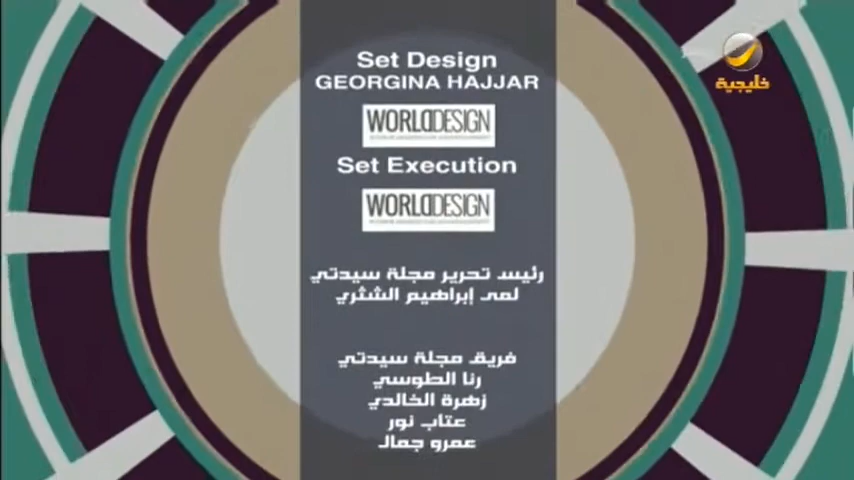 خليجية
Set Design
GEORGINA HAJJAR
WORLDDESIGN
Set Execution
WORLDDESIGN
رئيس تحرير مجلة سيدتي
لمى إبراهيم الشثري
فريق مجلة سيدتي
رنا الطوسي
زهرة الخالدي
عتاب نور
عمرو جمال